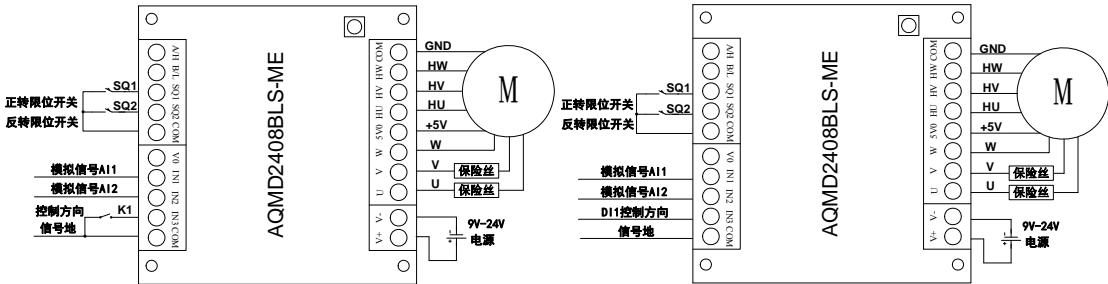 AQMD2408BLS-ME
A/H
B/L
SQ1
SQ2
COM
V0
IN1
IN2
IN3
COM
COM
HW
HV
HU
5V0
W
V
U
V-
V+
SQ1
正转限位开关
SQ2
反转限位开关
模拟信号AI1
模拟信号AI2
控制方向
K1
信号地
GND
HW
HV
HU
+5V
W
V
保险丝
U
保险丝
M
9V-24V
电源
AQMD2408BLS-ME
A/H
B/L
SQ1
SQ2
COM
V0
IN1
IN2
IN3
COM
COM
HW
HV
HU
5V0
W
V
U
V-
V+
SQ1
正转限位开关
SQ2
反转限位开关
模拟信号AI1
模拟信号AI2
DI1控制方向
信号地
GND
HW
HV
HU
+5V
W
V
保险丝
U
保险丝
M
9V-24V
电源